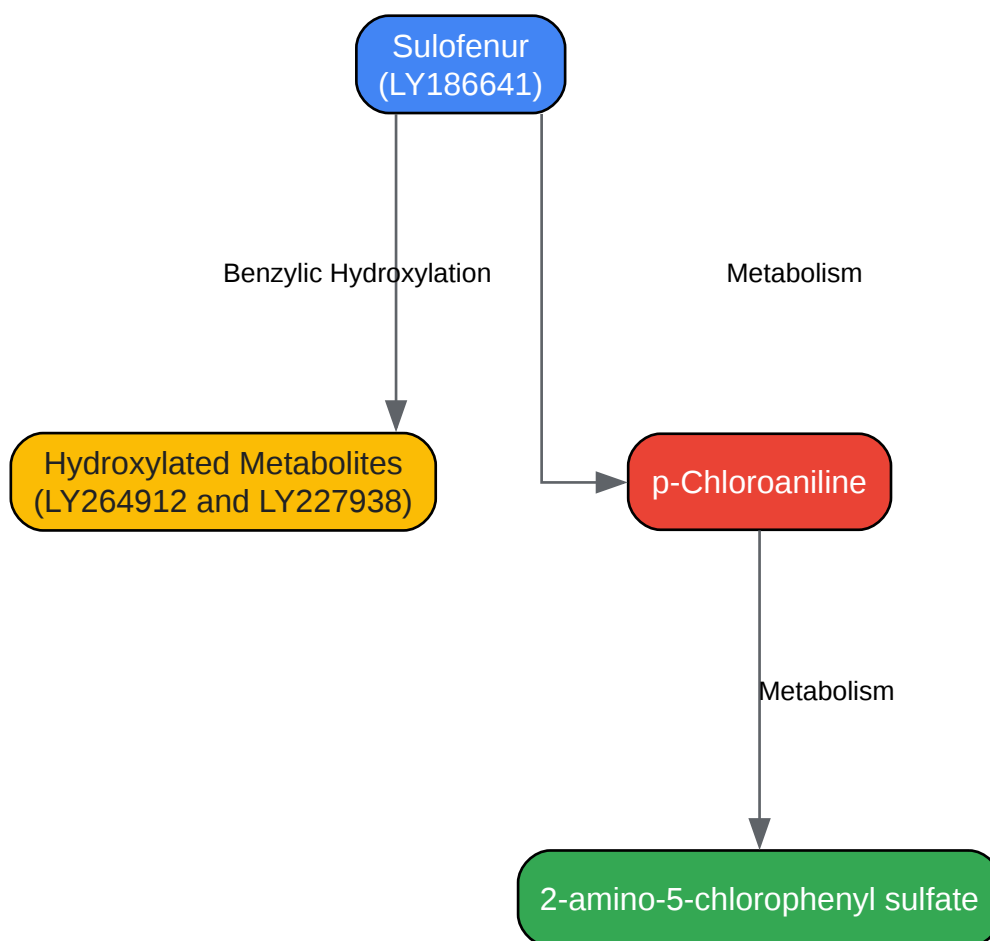 Sulofenur
(LY186641)
Benzylic Hydroxylation
Metabolism
Hydroxylated Metabolites
(LY264912 and LY227938)
p-Chloroaniline
Metabolism
2-amino-5-chlorophenyl sulfate